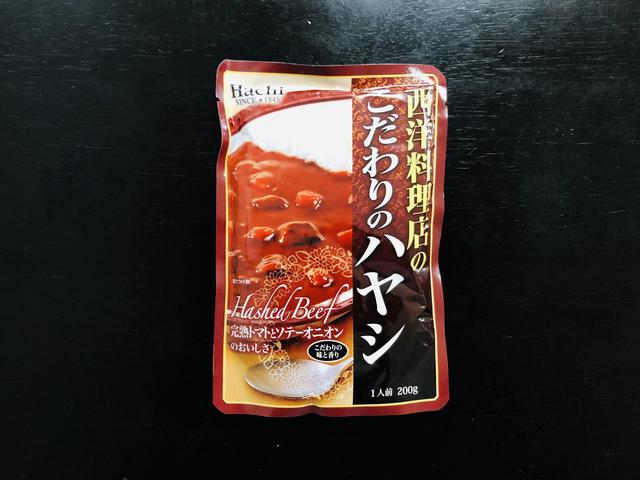 Hachi
SINCE 1845
西洋料理店の
こだわりのハヤシ
Hashed Beef
完熟トマトとソテーオニオン
のおいしさ
こだわりの
味と香り
1人前 200g